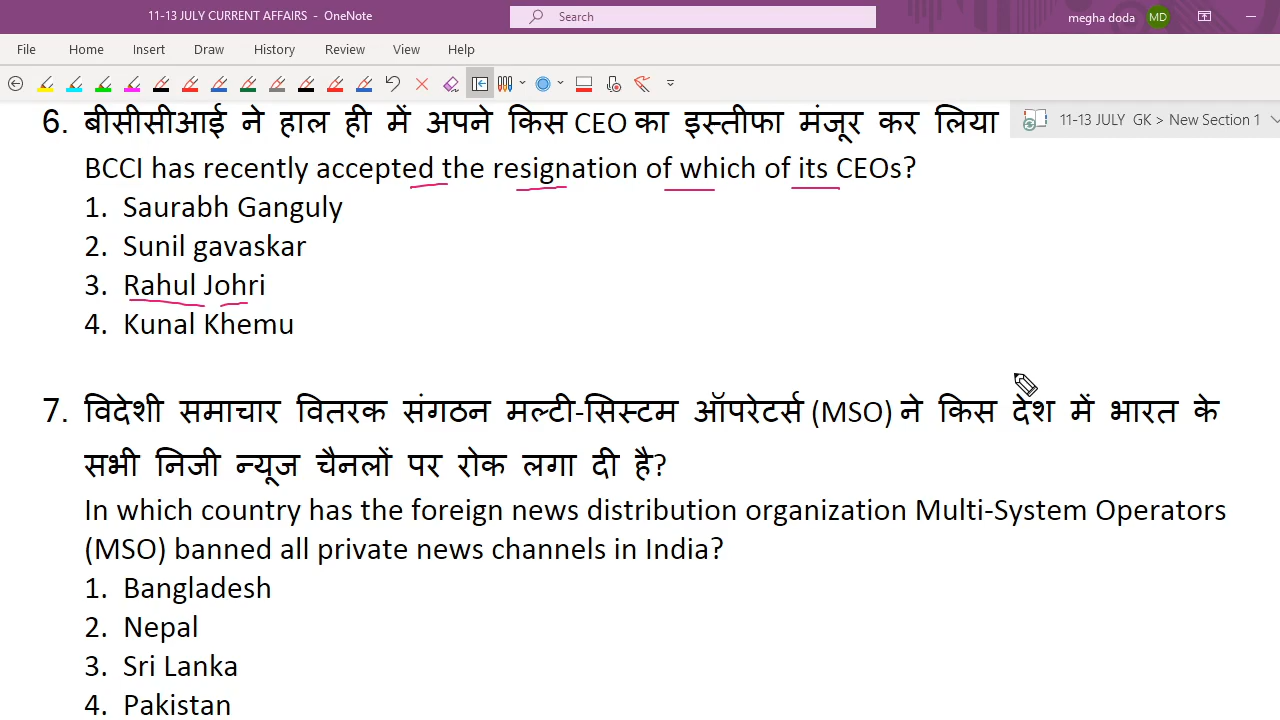 11-13 JULY CURRENT AFFAIRS - OneNote
Search
megha doda MD
File Home Insert Draw History Review View Help
6. बीसीसीआई ने हाल ही में अपने किस CEO का इस्तीफा मंजूर कर लिया
11-13 JULY GK > New Section 1
BCCI has recently accepted the resignation of which of its CEOs?
1. Saurabh Ganguly
2. Sunil gavaskar
3. Rahul Johri
4. Kunal Khemu
7. विदेशी समाचार वितरक संगठन मल्टी-सिस्टम ऑपरेटर्स (MSO) ने किस देश में भारत के
सभी निजी न्यूज चैनलों पर रोक लगा दी है?
In which country has the foreign news distribution organization Multi-System Operators
(MSO) banned all private news channels in India?
1. Bangladesh
2. Nepal
3. Sri Lanka
4. Pakistan